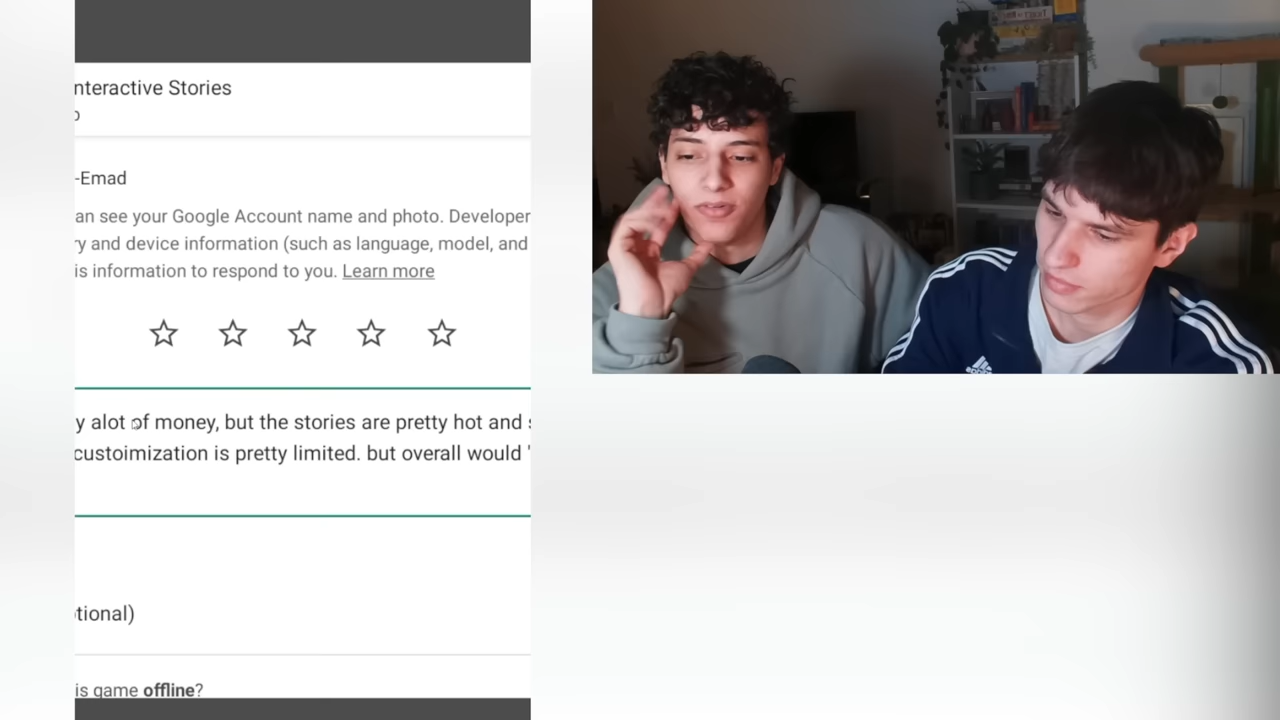 nteractive Stories
-Emad
an see your Google Account name and photo. Developer
ry and device information (such as language, model, and
is information to respond to you. Learn more
y alot of money, but the stories are pretty hot and
custoimization is pretty limited. but overall would '
tional)
is game offline?
adidas